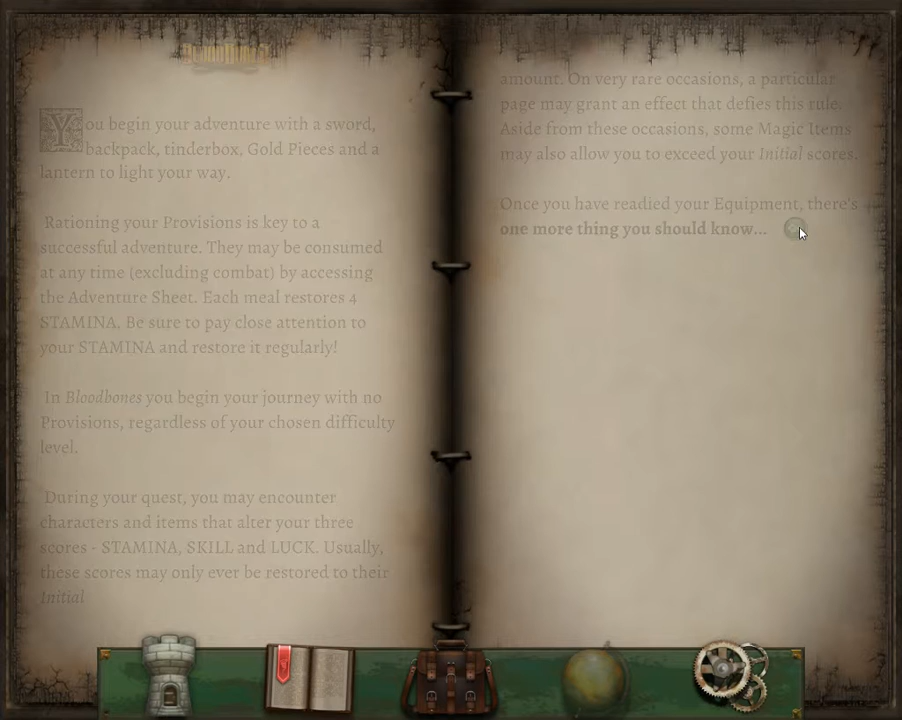 You begin your adventure with a sword,
backpack, tinderbox, Gold Pieces and a
lantern to light your way.
Rationing your Provisions is key to a
successful adventure. They may be consumed
at any time (excluding combat) by accessing
the Adventure Sheet. Each meal restores 4
STAMINA. Be sure to pay close attention to
your STAMINA and restore it regularly!
In Bloodbones you begin your journey with no
Provisions, regardless of your chosen difficulty
level.
During your quest, you may encounter
characters and items that alter your three
scores - STAMINA, SKILL and LUCK. Usually,
these scores may only ever be restored to their
Initial
amount. On very rare occasions, a particular
page may grant an effect that defies this rule.
Aside from these occasions, some Magic Items
may also allow you to exceed your Initial scores.
Once you have readied your Equipment, there's
one more thing you should know...